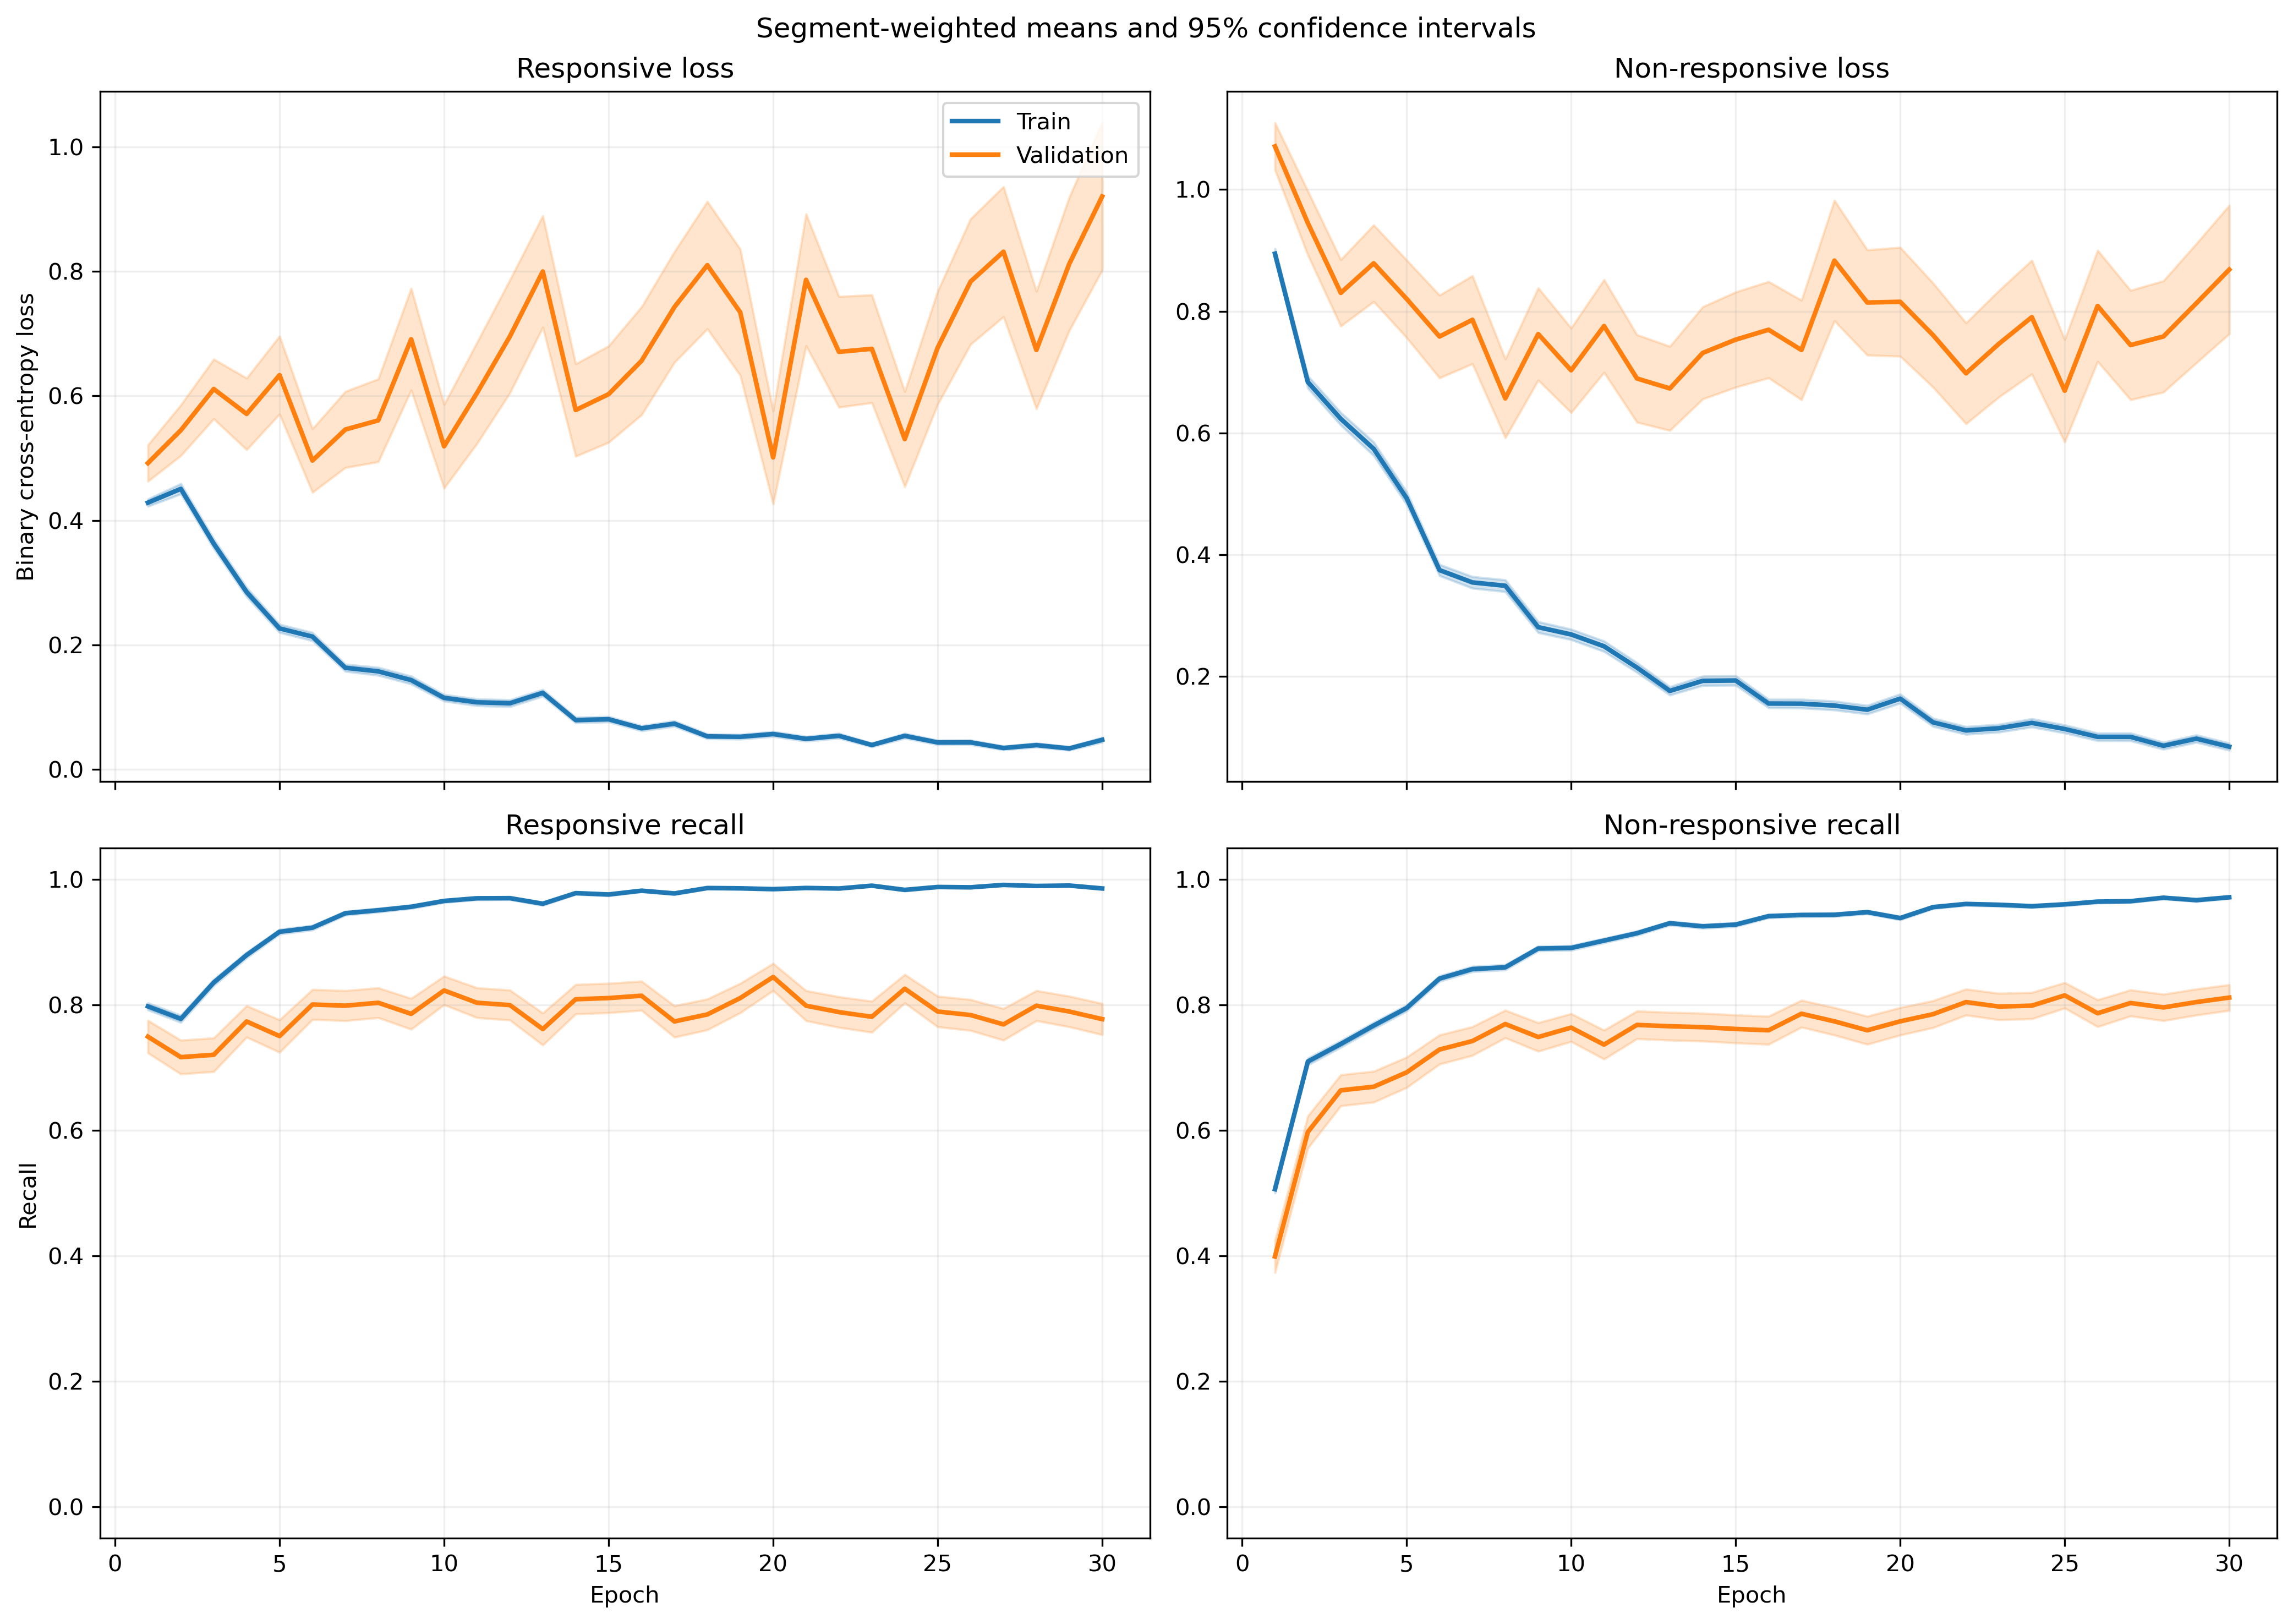 Segment-weighted means and 95% confidence intervals
Responsive loss
Non-responsive loss
Train
Validation
Binary cross-entropy loss
1.0
0.8
0.6
0.4
0.2
0.0
1.0
0.8
0.6
0.4
0.2
Responsive recall
Non-responsive recall
Recall
1.0
0.8
0.6
0.4
0.2
0.0
1.0
0.8
0.6
0.4
0.2
0.0
0 5 10 15 20 25 30
0 5 10 15 20 25 30
Epoch
Epoch